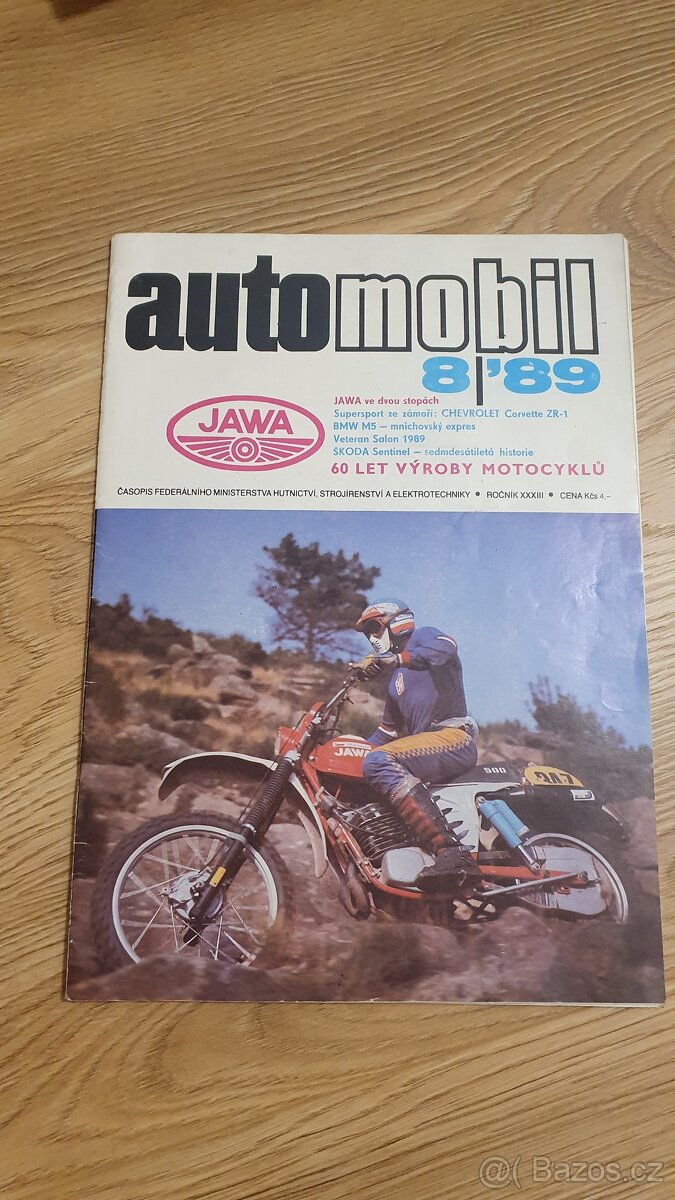 automobil
8|'89
JAWA
JAWA ve dvou stopách
Supersport ze zámoří: CHEVROLET Corvette ZR-1
BMW M5 – mnichovský expres
Veteran Salon 1989
ŠKODA Sentinel – sedmdesátiletá historie
60 LET VÝROBY MOTOCYKLŮ
ČASOPIS FEDERÁLNÍHO MINISTERSTVA HUTNICTVÍ, STROJÍRENSTVÍ A ELEKTROTECHNIKY • ROČNÍK XXXIII • CENA Kčs 4,–
JAWA
500
Bazos.cz